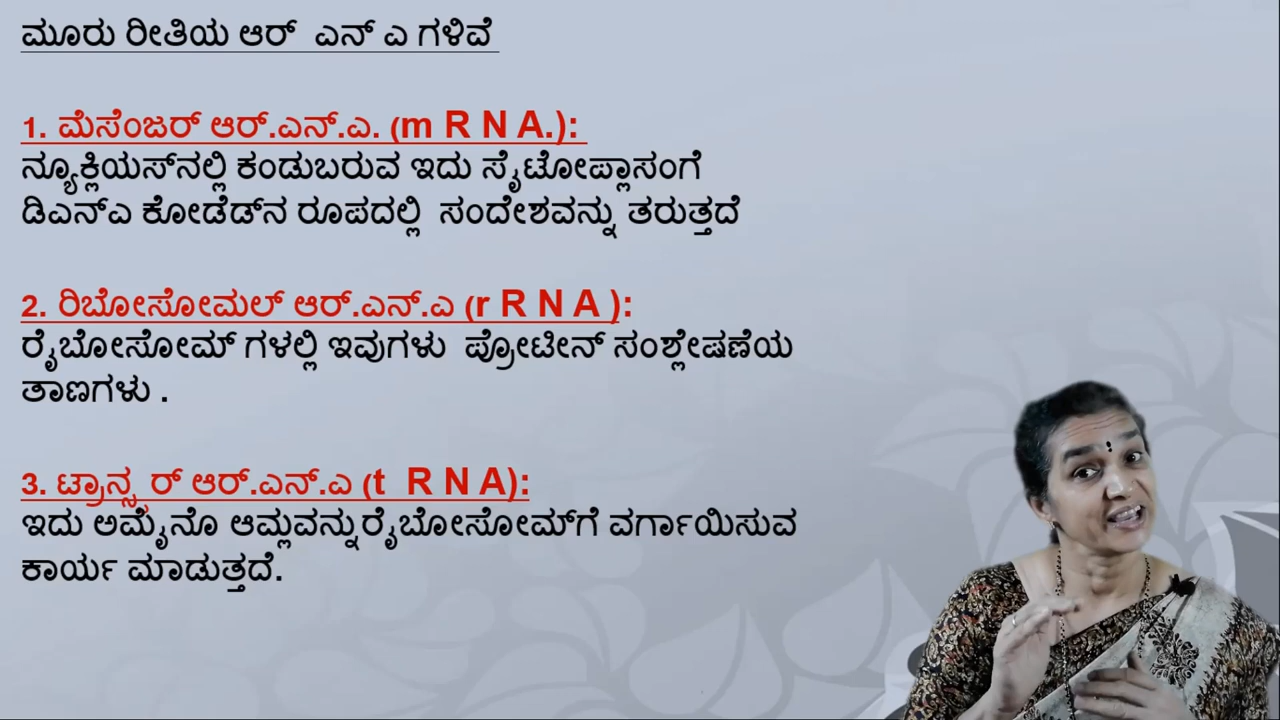 ಮೂರು ರೀತಿಯ ಆರ್ ಎನ್ ಎ ಗಳಿವೆ
1. ಮೆಸೆಂಜರ್ ಆರ್.ಎನ್.ಎ. (m R N A.):
ನ್ಯೂಕ್ಲಿಯಸ್‌ನಲ್ಲಿ ಕಂಡುಬರುವ ಇದು ಸೈಟೋಪ್ಲಾಸಂಗೆ
ಡಿಎನ್ಎ ಕೋಡೆಡ್‌ನ ರೂಪದಲ್ಲಿ ಸಂದೇಶವನ್ನು ತರುತ್ತದೆ
2. ರಿಬೋಸೋಮಲ್ ಆರ್.ಎನ್.ಎ (r R N A ):
ರೈಬೋಸೋಮ್ ಗಳಲ್ಲಿ ಇವುಗಳು ಪ್ರೋಟೀನ್ ಸಂಶ್ಲೇಷಣೆಯ
ತಾಣಗಳು .
3. ಟ್ರಾನ್ಸ್ಫರ್ ಆರ್.ಎನ್.ಎ (t R N A):
ಇದು ಅಮೈನೊ ಆಮ್ಲವನ್ನುರೈಬೋಸೋಮ್‌ಗೆ ವರ್ಗಾಯಿಸುವ
ಕಾರ್ಯ ಮಾಡುತ್ತದೆ.